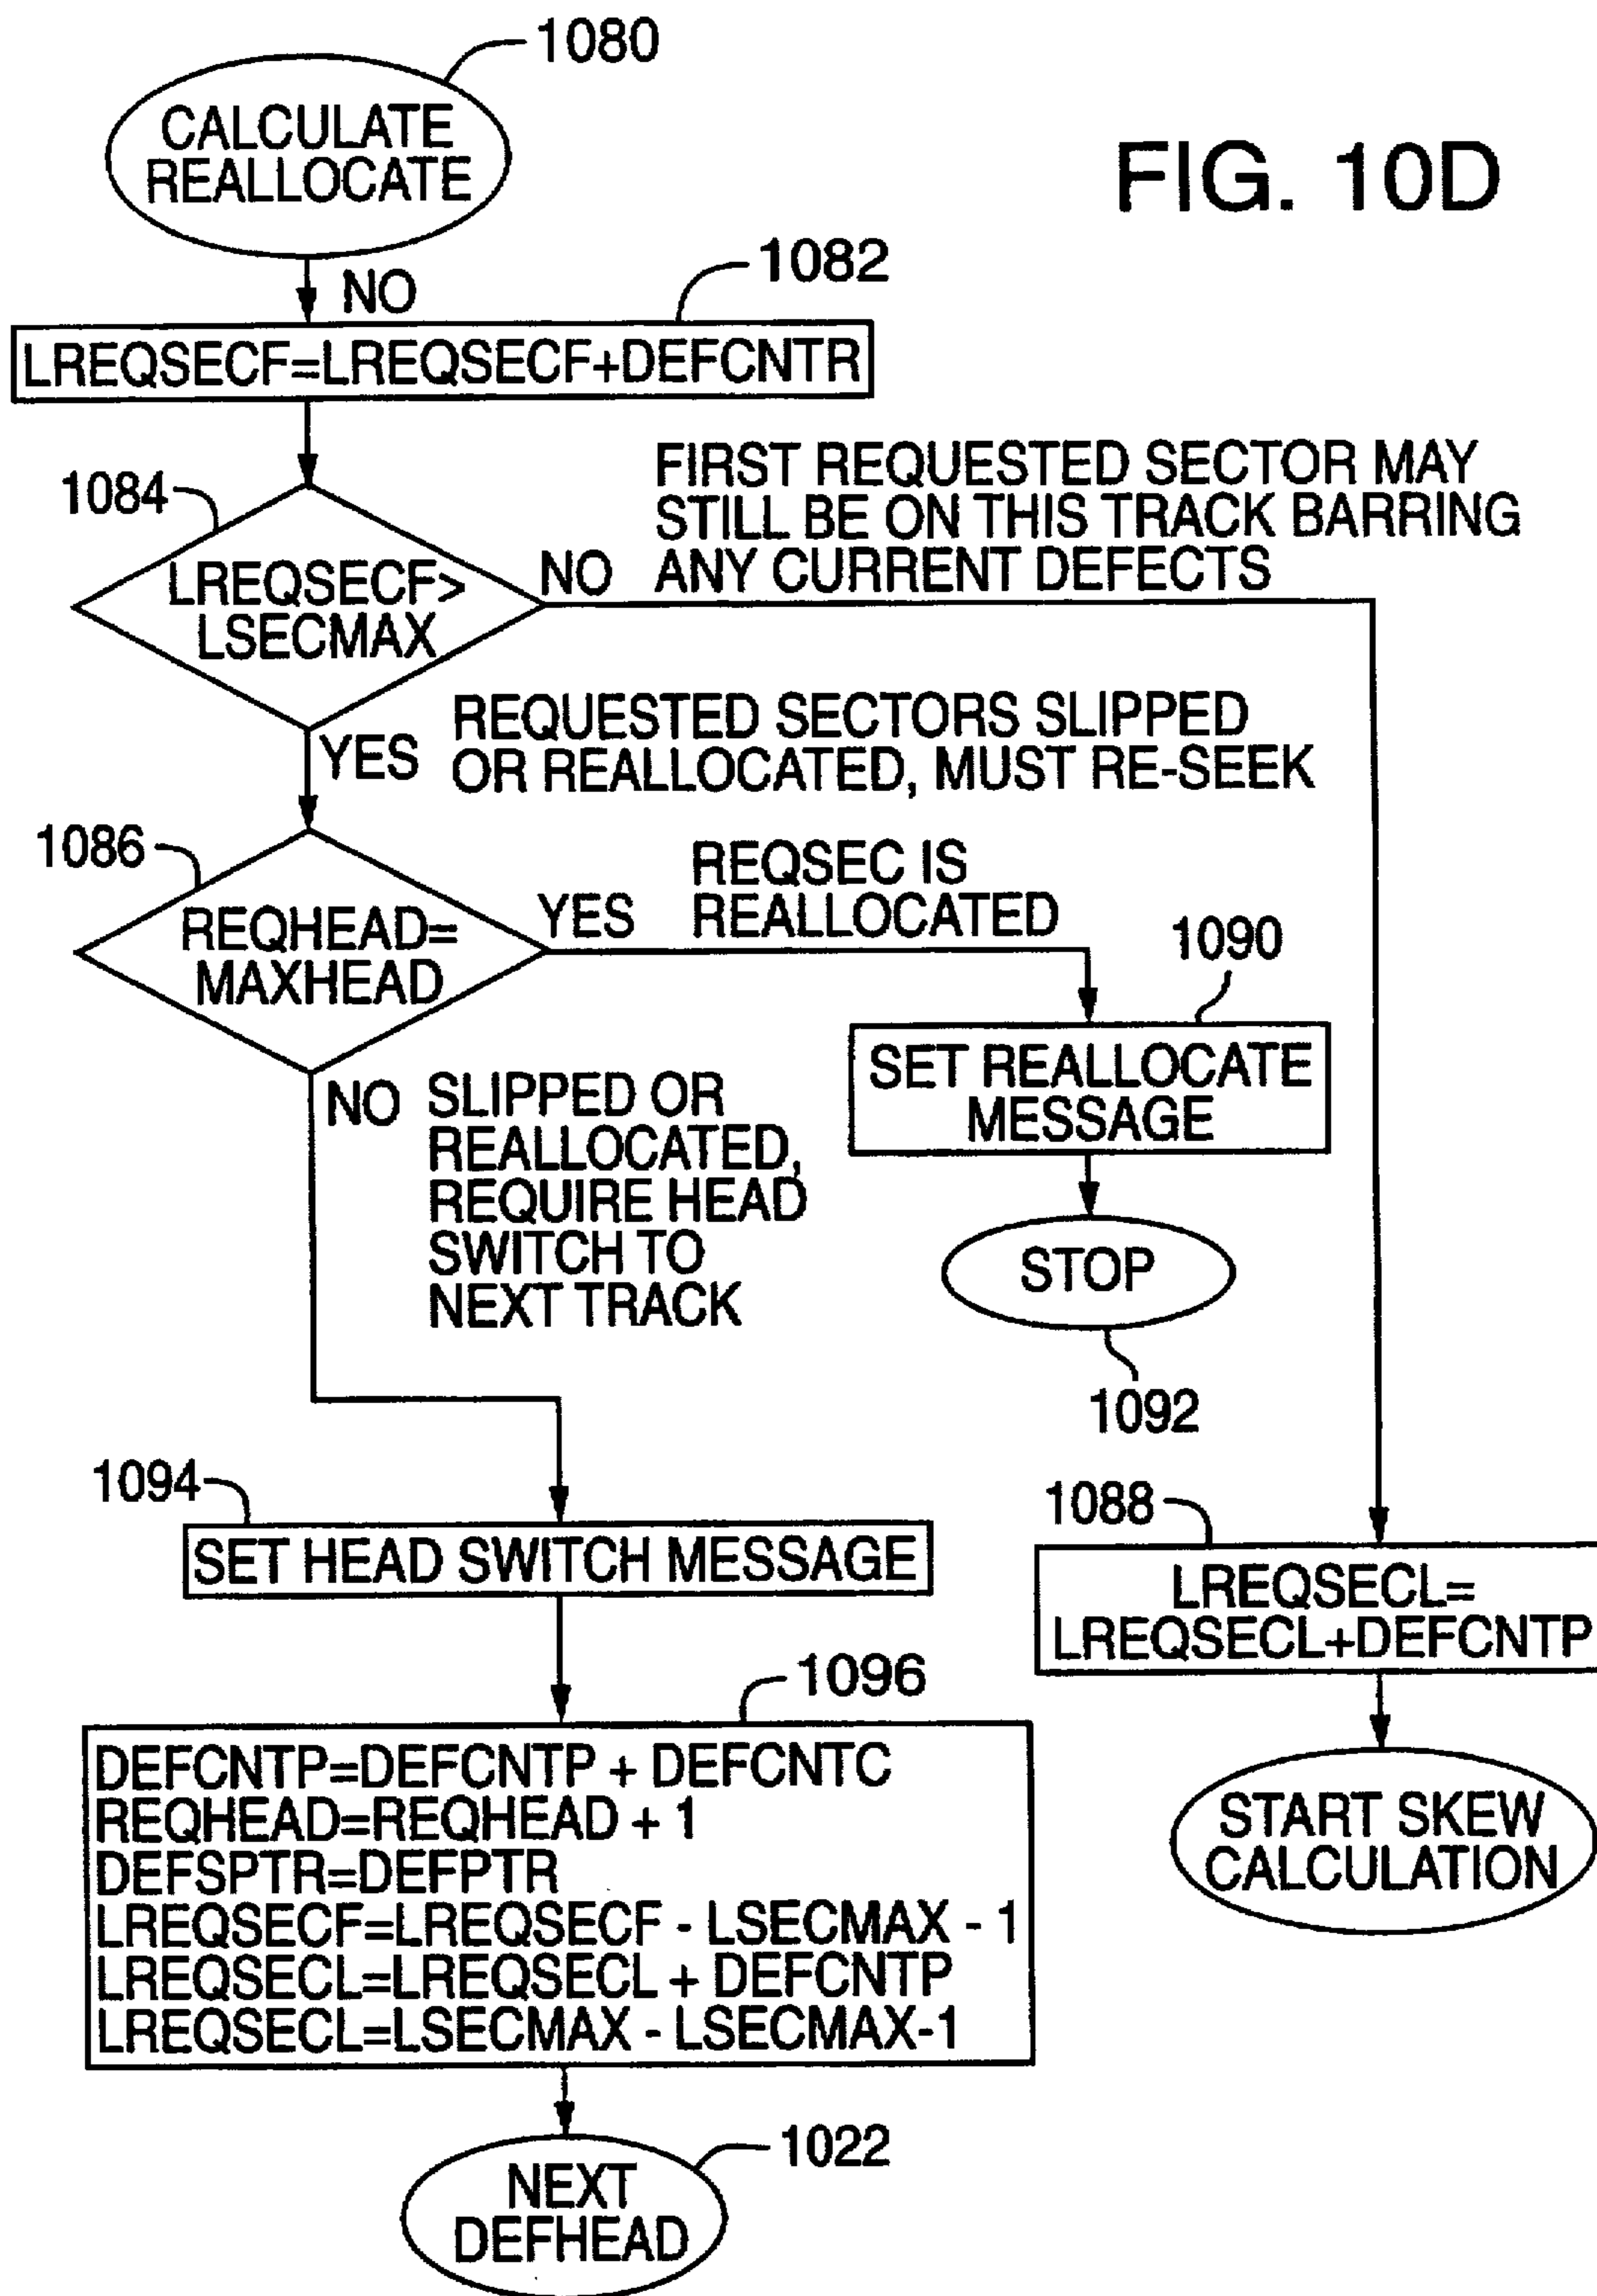 1080
CALCULATE
REALLOCATE
FIG. 10D
NO
1082
LREQSECF=LREQSECF+DEFCNTR
1084
LREQSECF>
LSECMAX
NO
FIRST REQUESTED SECTOR MAY
STILL BE ON THIS TRACK BARRING
ANY CURRENT DEFECTS
YES
REQUESTED SECTORS SLIPPED
OR REALLOCATED, MUST RE-SEEK
1086
REQHEAD=
MAXHEAD
YES
REQSEC IS
REALLOCATED
1090
SET REALLOCATE
MESSAGE
STOP
1092
NO
SLIPPED OR
REALLOCATED,
REQUIRE HEAD
SWITCH TO
NEXT TRACK
1094
SET HEAD SWITCH MESSAGE
1088
LREQSECL=
LREQSECL+DEFCNTP
START SKEW
CALCULATION
1096
DEFCNTP=DEFCNTP + DEFCNTC
REQHEAD=REQHEAD + 1
DEFSPTR=DEFPTR
LREQSECF=LREQSECF - LSECMAX - 1
LREQSECL=LREQSECL + DEFCNTP
LREQSECL=LSECMAX - LSECMAX-1
1022
NEXT
DEFHEAD